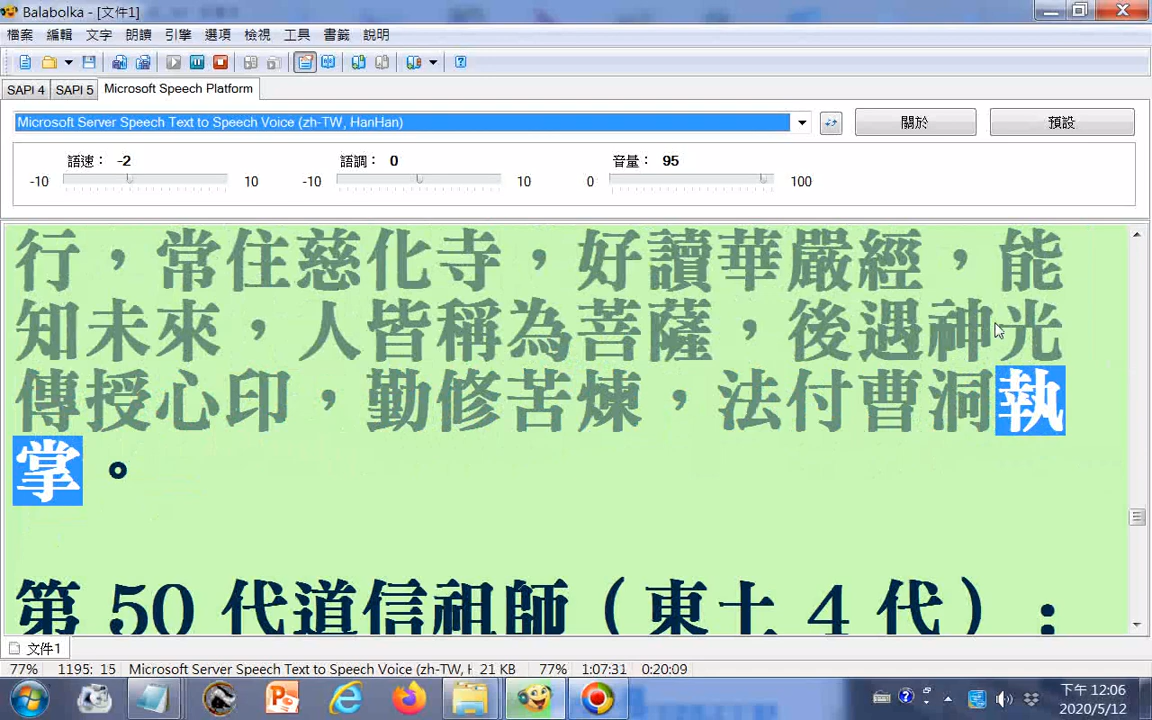 Balabolka - [文件1]
檔案 編輯 文字 朗讀 引擎 選項 檢視 工具 書籤 說明
SAPI 4 SAPI 5 Microsoft Speech Platform
Microsoft Server Speech Text to Speech Voice (zh-TW, HanHan)
關於 預設
語速： -2 語調： 0 音量： 95
-10 10 -10 10 0 100
行，常住慈化寺，好讀華嚴經，能
知未來，人皆稱為菩薩，後遇神光
傳授心印，勤修苦煉，法付曹洞執
掌。
第 50 代道信祖師（東土 4 代）：
文件1
77% 1195: 15 Microsoft Server Speech Text to Speech Voice (zh-TW, H 21 KB 77% 1:07:31 0:20:09
下午 12:06
2020/5/12